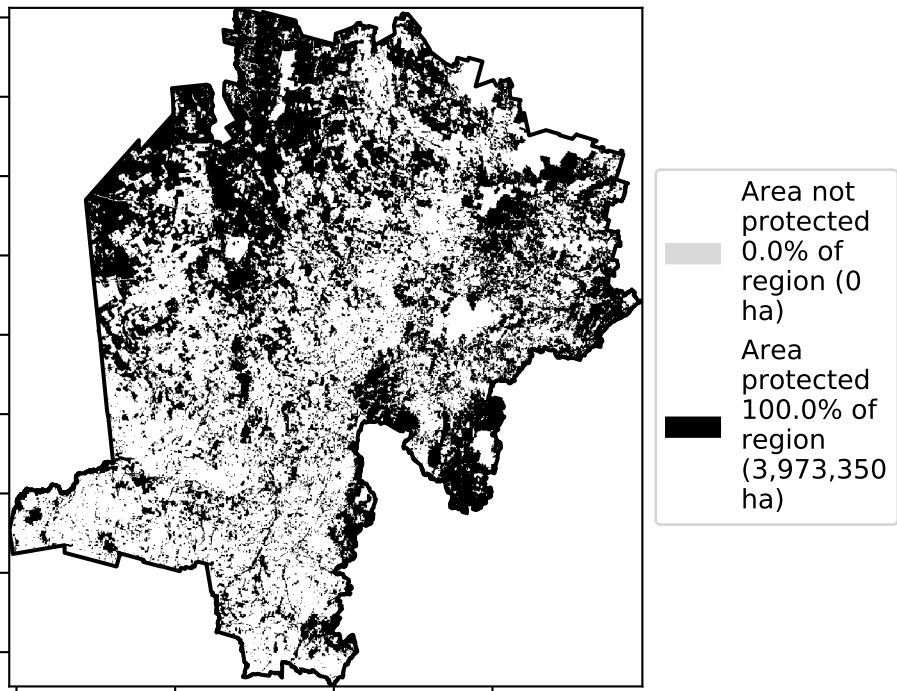 Area not
protected
0.0% of
region (0
ha)
Area
protected
100.0% of
region
(3,973,350
ha)